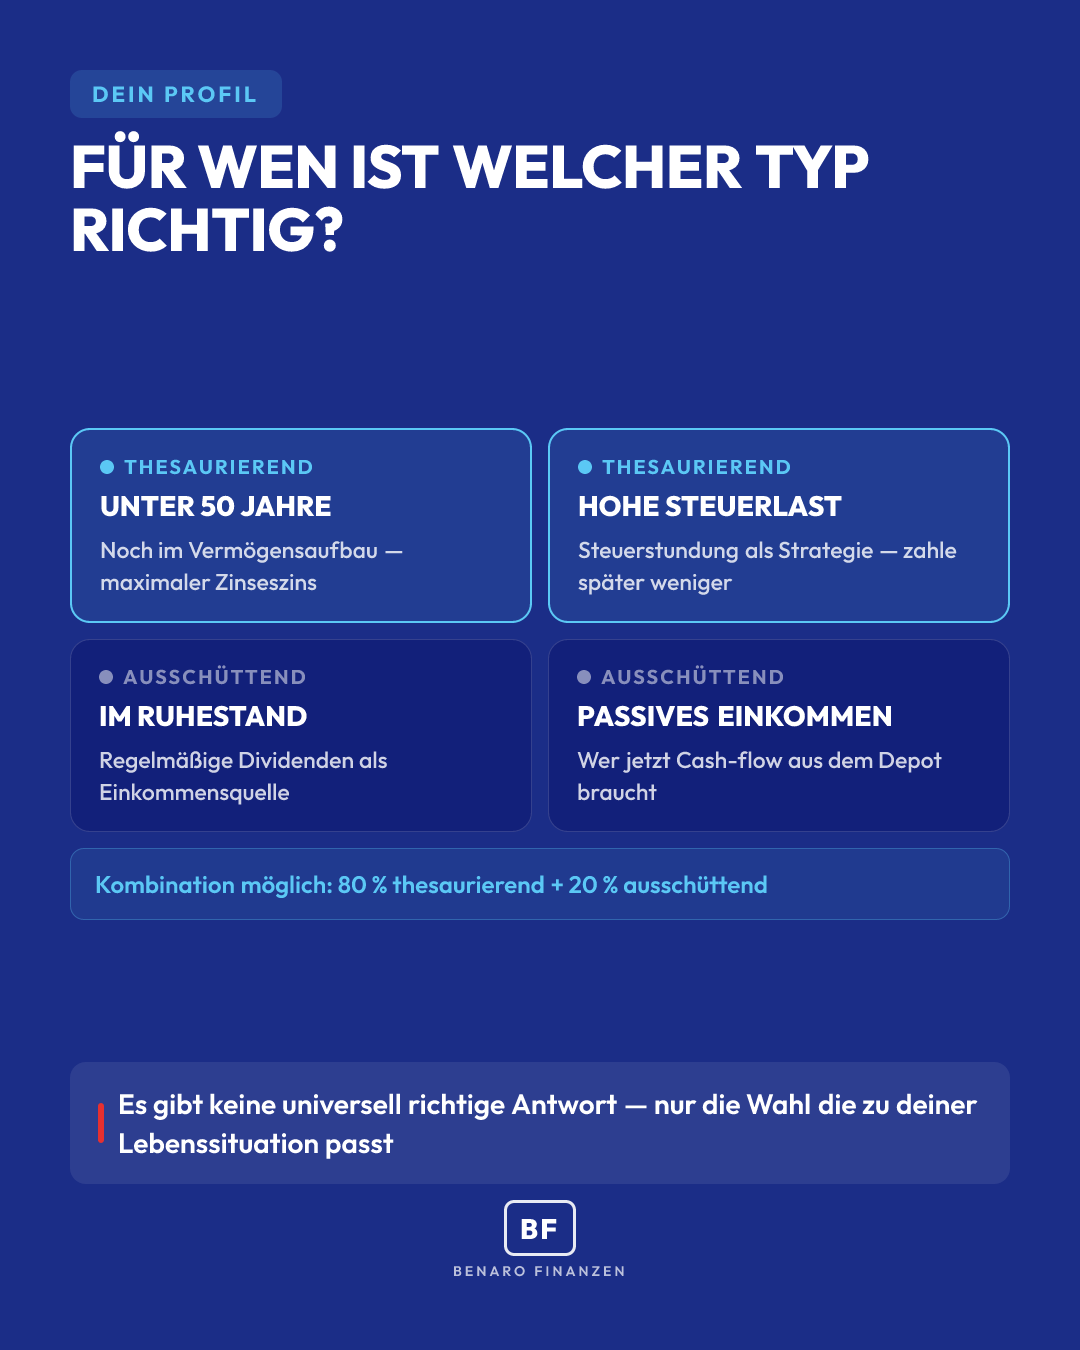 DEIN PROFIL
FÜR WEN IST WELCHER TYP
RICHTIG?
THESAURIEREND
UNTER 50 JAHRE
Noch im Vermögensaufbau —
maximaler Zinseszins
THESAURIEREND
HOHE STEUERLAST
Steuerstundung als Strategie — zahle
später weniger
AUSSCHÜTTEND
IM RUHESTAND
Regelmäßige Dividenden als
Einkommensquelle
AUSSCHÜTTEND
PASSIVES EINKOMMEN
Wer jetzt Cash-flow aus dem Depot
braucht
Kombination möglich: 80 % thesaurierend + 20 % ausschüttend
Es gibt keine universell richtige Antwort — nur die Wahl die zu deiner
Lebenssituation passt
BF
BENARO FINANZEN